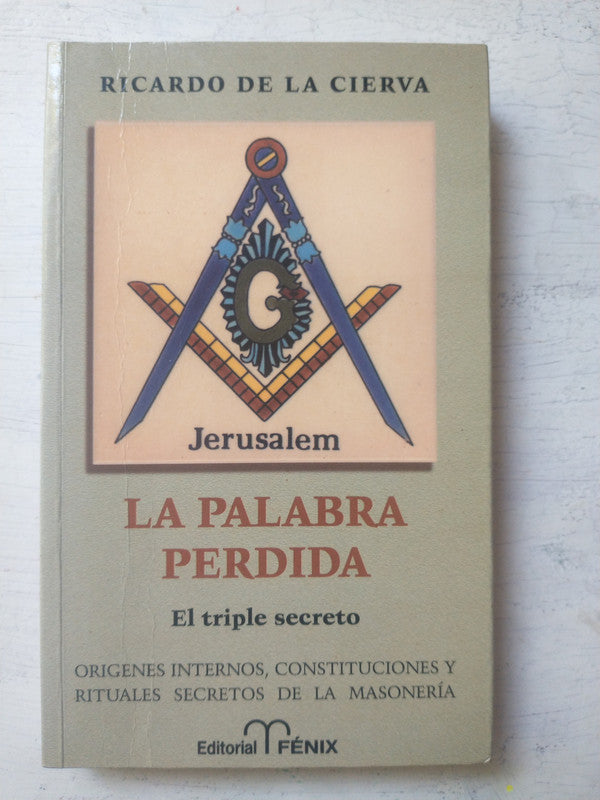 RICARDO DE LA CIERVA
G
Jerusalem
LA PALABRA
PERDIDA
El triple secreto
ORIGENES INTERNOS, CONSTITUCIONES Y
RITUALES SECRETOS DE LA MASONERÍA
Editorial FÉNIX